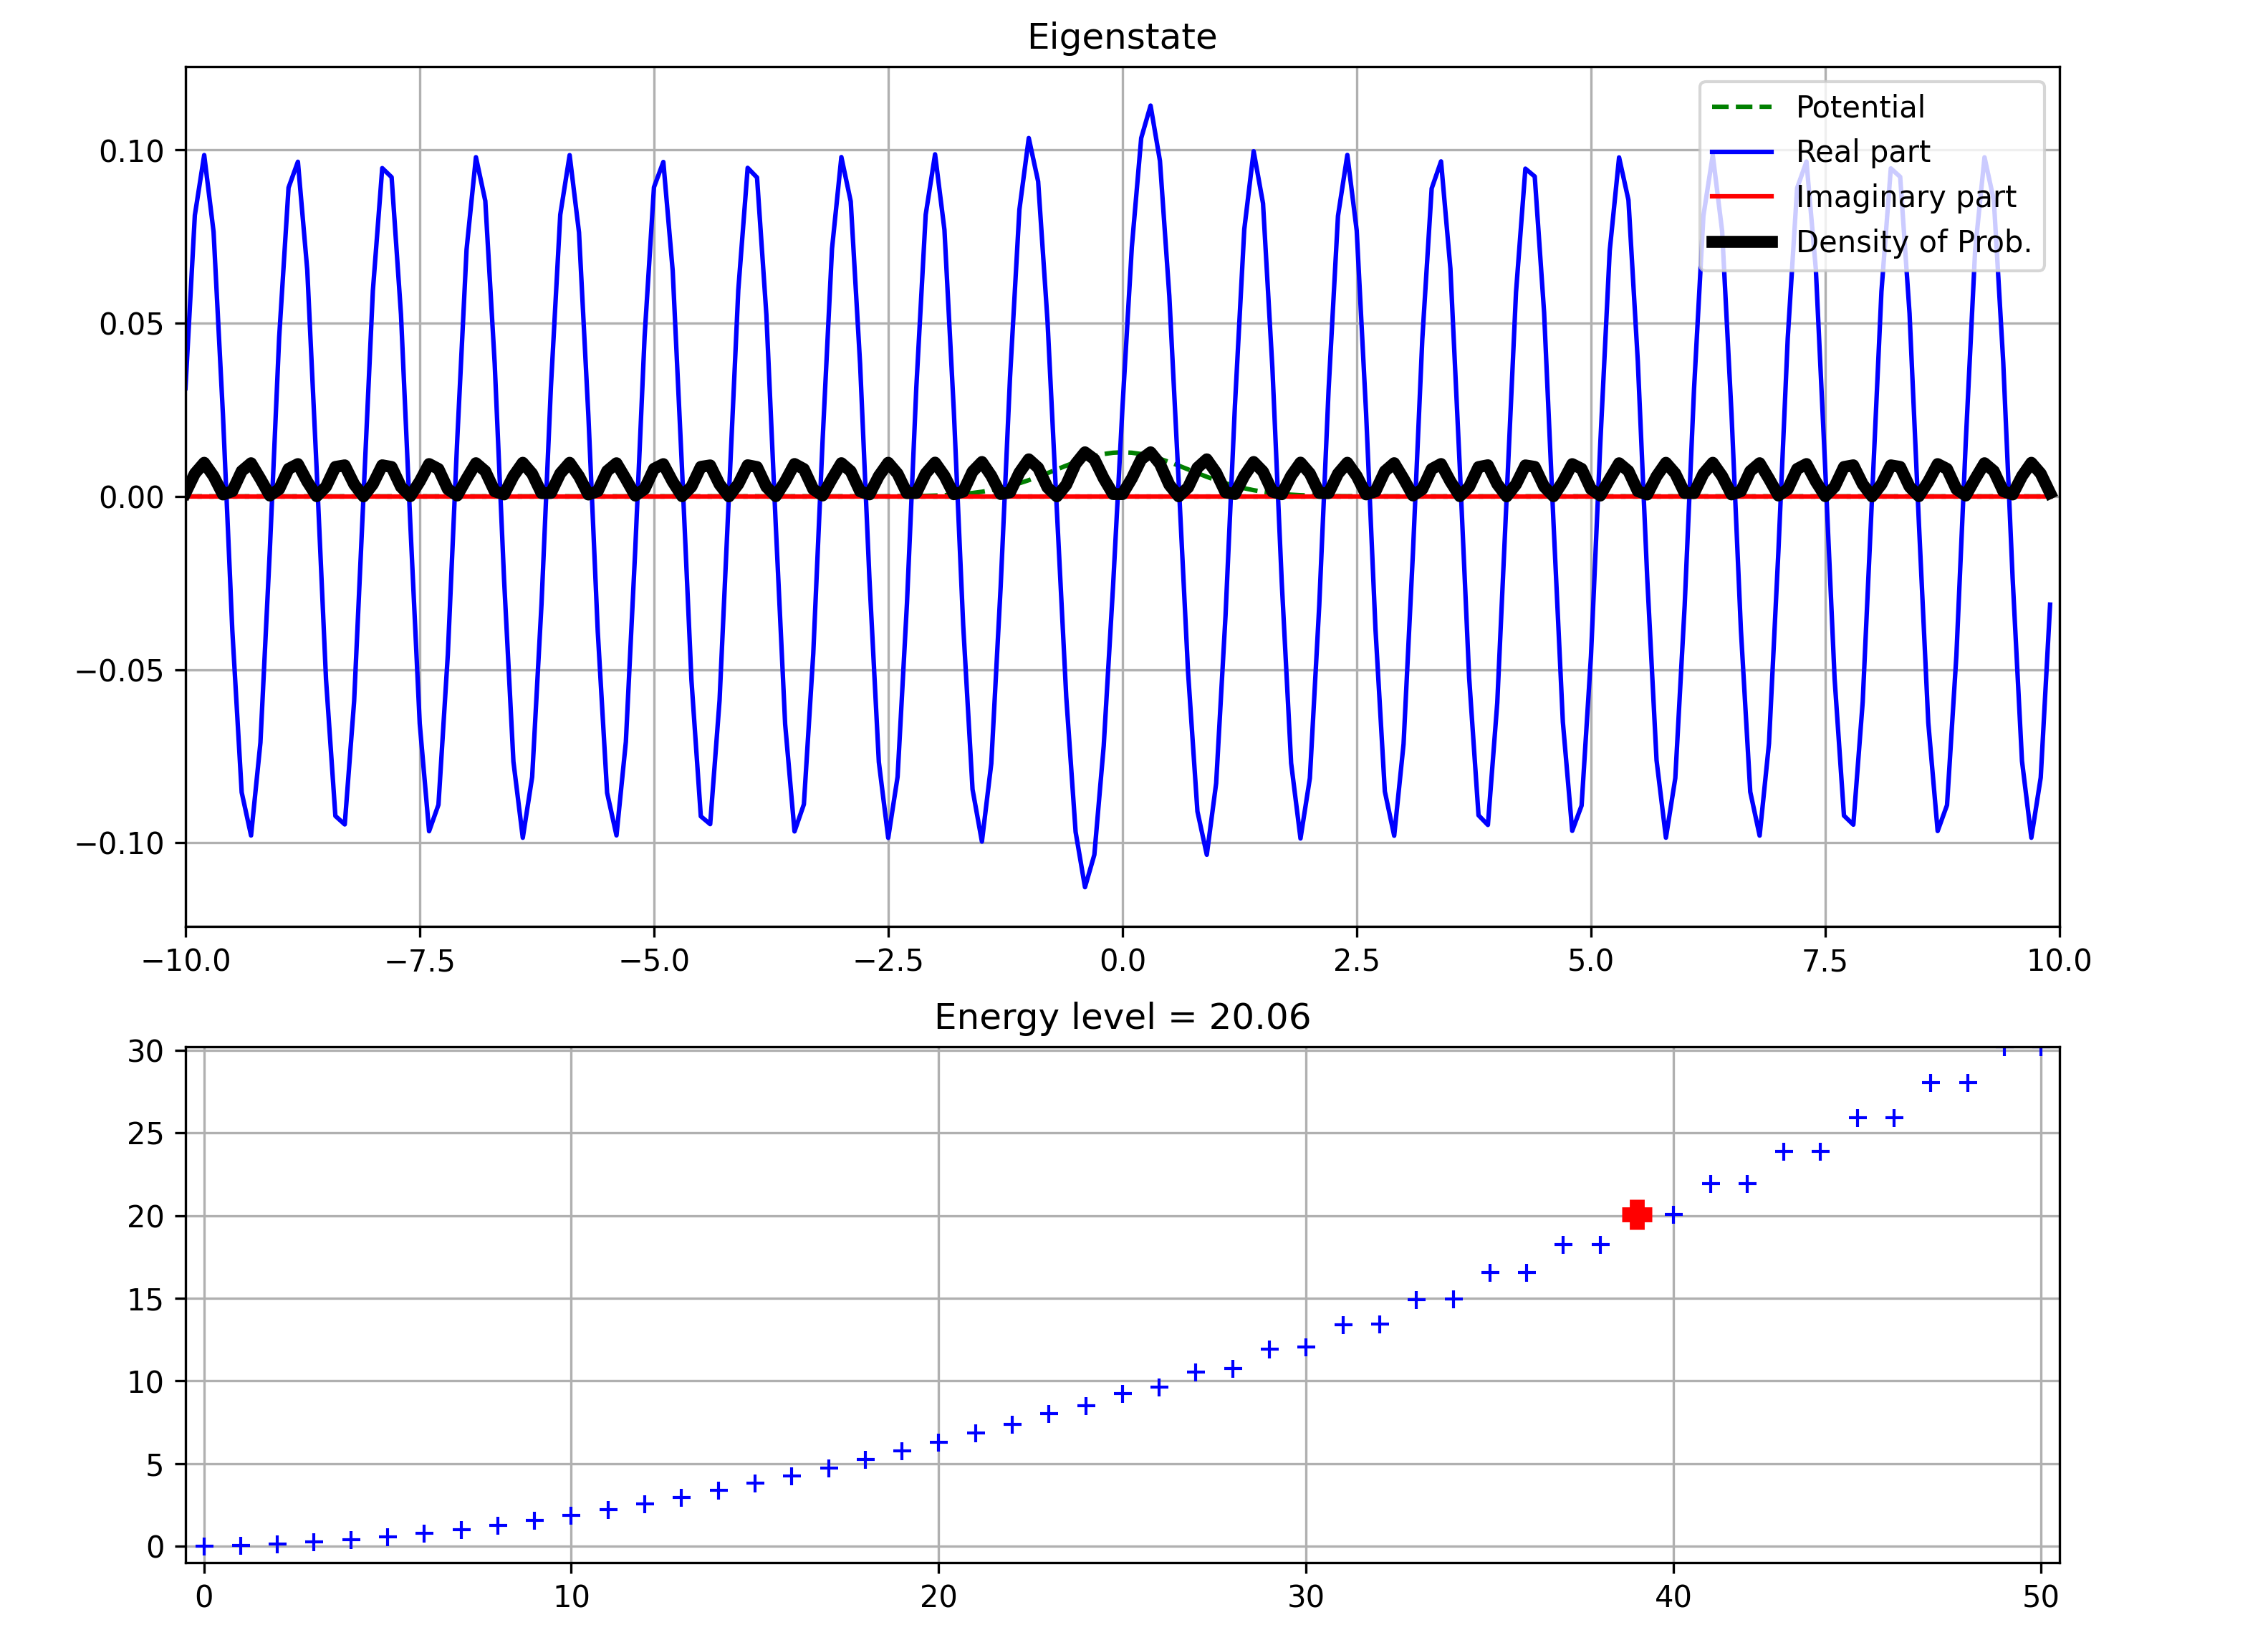 Eigenstate
Potential
Real part
Imaginary part
Density of Prob.
0.10
0.05
0.00
−0.05
−0.10
−10.0 −7.5 −5.0 −2.5 0.0 2.5 5.0 7.5 10.0
Energy level = 20.06
30
25
20
15
10
5
0
0 10 20 30 40 50